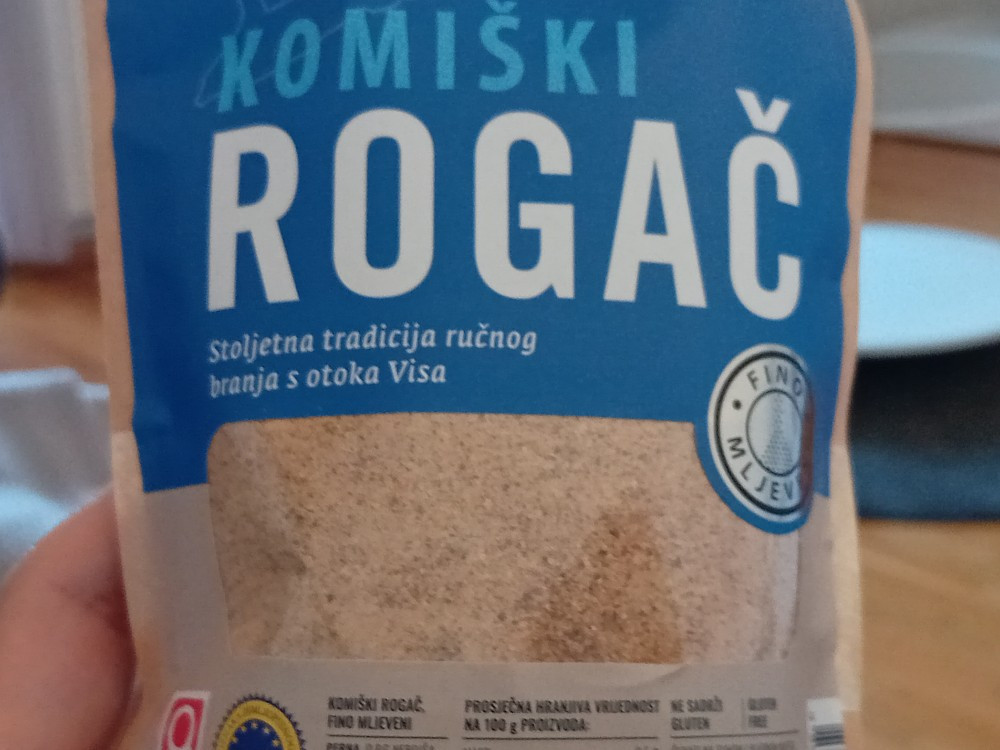 KOMIŠKI
ROGAČ
Stoljetna tradicija ručnog
branja s otoka Visa
FINO
MLJEV
KOMIŠKI ROGAČ,
FINO MLJEVENI
PROSJEČNA HRANJIVA VRIJEDNOST
NA 100 g PROIZVODA:
NE SADRŽI
GLUTEN
GLUTEN
FREE